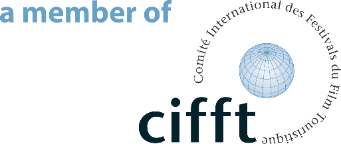 a member of
Comité International des Festivals du Film Touristique
cifft